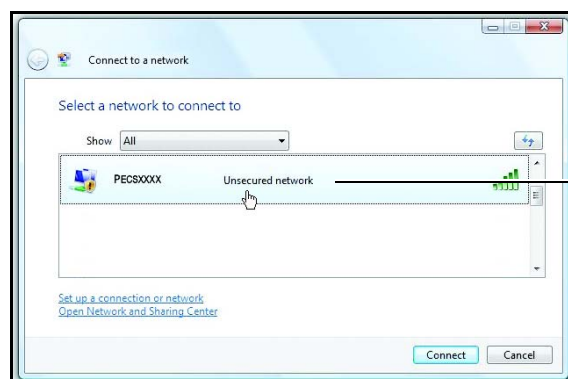 Connect to a network
Select a network to connect to
Show All
PECSXXXX Unsecured network
Set up a connection or network
Open Network and Sharing Center
Connect Cancel